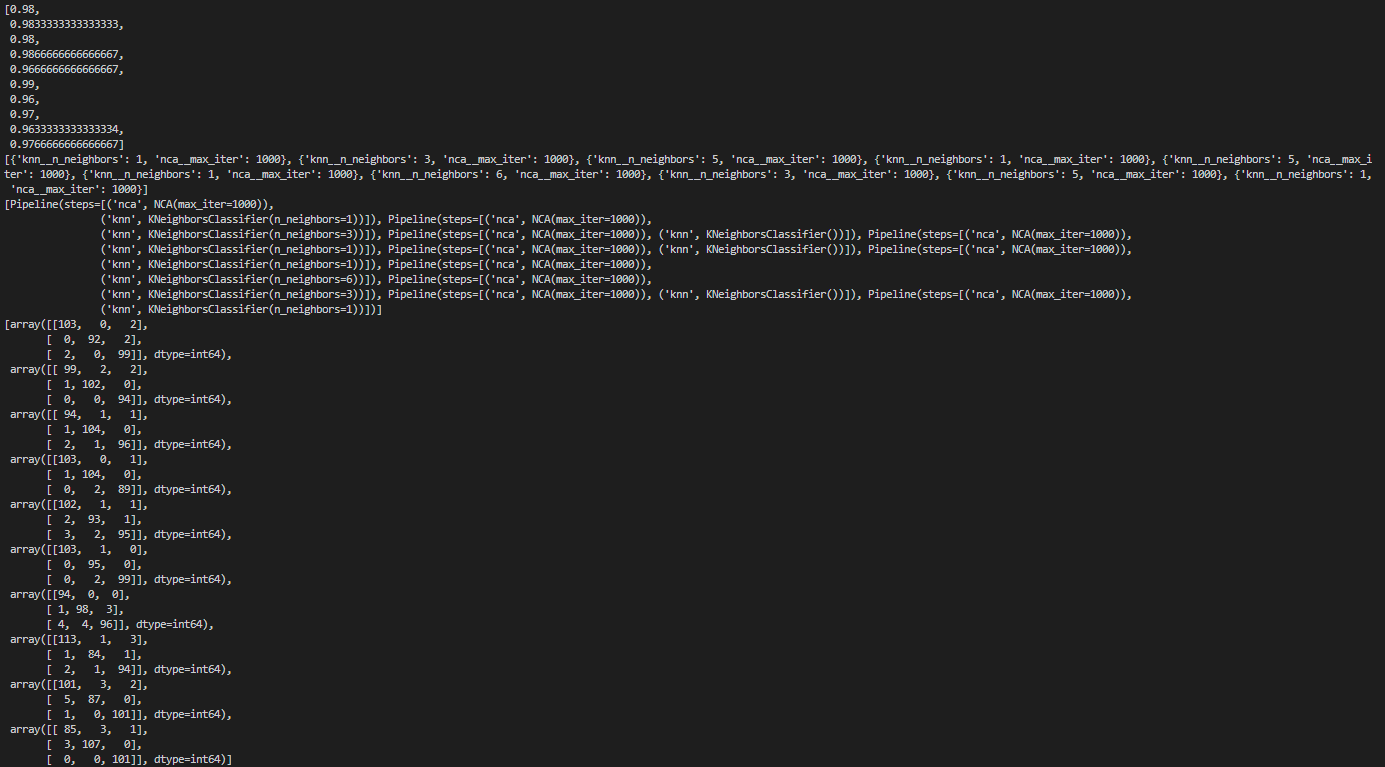 [0.98,
 0.9833333333333333,
 0.98,
 0.9866666666666667,
 0.9666666666666667,
 0.99,
 0.96,
 0.97,
 0.9633333333333334,
 0.9766666666666667]
[{'knn__n_neighbors': 1, 'nca__max_iter': 1000}, {'knn__n_neighbors': 3, 'nca__max_iter': 1000}, {'knn__n_neighbors': 5, 'nca__max_iter': 1000}, {'knn__n_neighbors': 1, 'nca__max_iter': 1000}, {'knn__n_neighbors': 5, 'nca__max_i
ter': 1000}, {'knn__n_neighbors': 1, 'nca__max_iter': 1000}, {'knn__n_neighbors': 6, 'nca__max_iter': 1000}, {'knn__n_neighbors': 3, 'nca__max_iter': 1000}, {'knn__n_neighbors': 5, 'nca__max_iter': 1000}, {'knn__n_neighbors': 1,
 'nca__max_iter': 1000}]
[Pipeline(steps=[('nca', NCA(max_iter=1000)),
                ('knn', KNeighborsClassifier(n_neighbors=1))]), Pipeline(steps=[('nca', NCA(max_iter=1000)),
                ('knn', KNeighborsClassifier(n_neighbors=3))]), Pipeline(steps=[('nca', NCA(max_iter=1000)), ('knn', KNeighborsClassifier())]), Pipeline(steps=[('nca', NCA(max_iter=1000)),
                ('knn', KNeighborsClassifier(n_neighbors=1))]), Pipeline(steps=[('nca', NCA(max_iter=1000)), ('knn', KNeighborsClassifier())]), Pipeline(steps=[('nca', NCA(max_iter=1000)),
                ('knn', KNeighborsClassifier(n_neighbors=1))]), Pipeline(steps=[('nca', NCA(max_iter=1000)),
                ('knn', KNeighborsClassifier(n_neighbors=6))]), Pipeline(steps=[('nca', NCA(max_iter=1000)),
                ('knn', KNeighborsClassifier(n_neighbors=3))]), Pipeline(steps=[('nca', NCA(max_iter=1000)), ('knn', KNeighborsClassifier())]), Pipeline(steps=[('nca', NCA(max_iter=1000)),
                ('knn', KNeighborsClassifier(n_neighbors=1))])]
[array([[103,   0,   2],
       [  0,  92,   2],
       [  2,   0,  99]], dtype=int64),
 array([[ 99,   2,   2],
       [  1, 102,   0],
       [  0,   0,  94]], dtype=int64),
 array([[ 94,   1,   1],
       [  1, 104,   0],
       [  2,   1,  96]], dtype=int64),
 array([[103,   0,   1],
       [  1, 104,   0],
       [  0,   2,  89]], dtype=int64),
 array([[102,   1,   1],
       [  2,  93,   1],
       [  3,   2,  95]], dtype=int64),
 array([[103,   1,   0],
       [  0,  95,   0],
       [  0,   2,  99]], dtype=int64),
 array([[94,  0,  0],
       [ 1, 98,  3],
       [ 4,  4, 96]], dtype=int64),
 array([[113,   1,   3],
       [  1,  84,   1],
       [  2,   1,  94]], dtype=int64),
 array([[101,   3,   2],
       [  5,  87,   0],
       [  1,   0, 101]], dtype=int64),
 array([[ 85,   3,   1],
       [  3, 107,   0],
       [  0,   0, 101]], dtype=int64)]